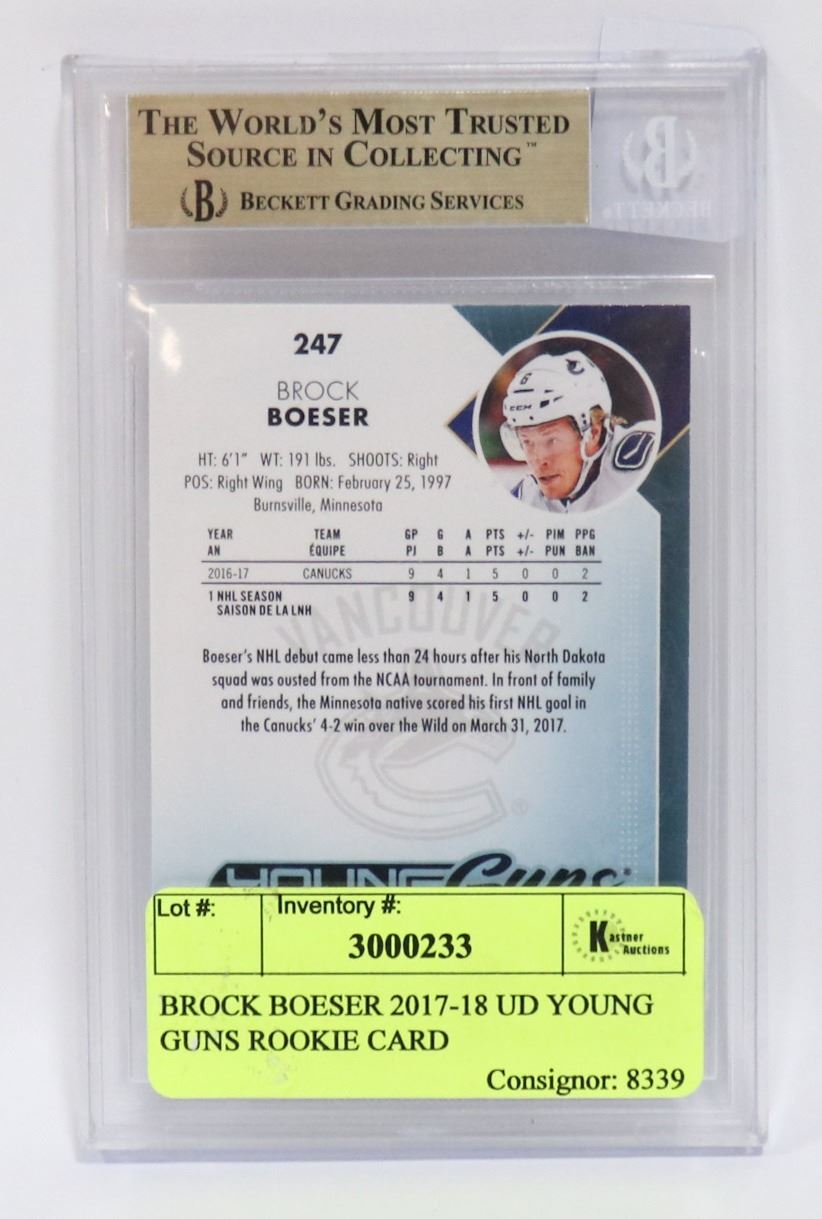 THE WORLD'S MOST TRUSTED
SOURCE IN COLLECTING™
B BECKETT GRADING SERVICES
B
BECKETT
247
BROCK
BOESER
HT: 6'1" WT: 191 lbs. SHOOTS: Right
POS: Right Wing BORN: February 25, 1997
Burnsville, Minnesota
YEAR TEAM GP G A PTS +/- PIM PPG
AN ÉQUIPE PJ B A PTS +/- PUN BAN
2016-17 CANUCKS 9 4 1 5 0 0 2
1 NHL SEASON 9 4 1 5 0 0 2
SAISON DE LA LNH
VANCOUVER
Boeser's NHL debut came less than 24 hours after his North Dakota
squad was ousted from the NCAA tournament. In front of family
and friends, the Minnesota native scored his first NHL goal in
the Canucks' 4-2 win over the Wild on March 31, 2017.
YOUNG Guns®
Lot #: Inventory #:
3000233
Kastner
Auctions
BROCK BOESER 2017-18 UD YOUNG
GUNS ROOKIE CARD
Consignor: 8339